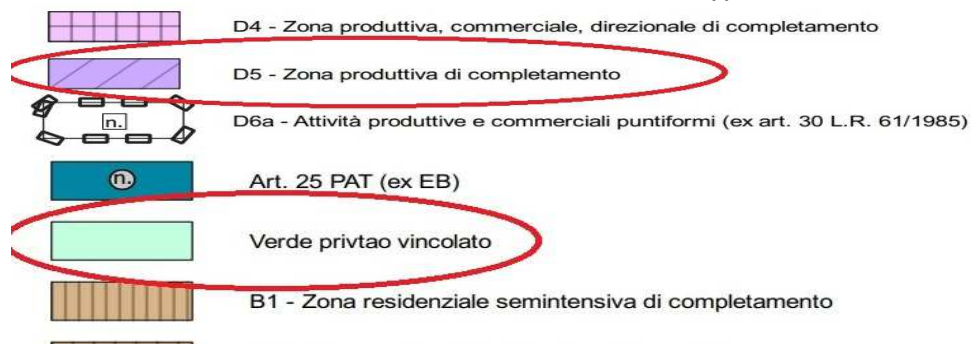 D4 - Zona produttiva, commerciale, direzionale di completamento
D5 - Zona produttiva di completamento
n.
D6a - Attività produttive e commerciali puntiformi (ex art. 30 L.R. 61/1985)
n.
Art. 25 PAT (ex EB)
Verde privtao vincolato
B1 - Zona residenziale semintensiva di completamento